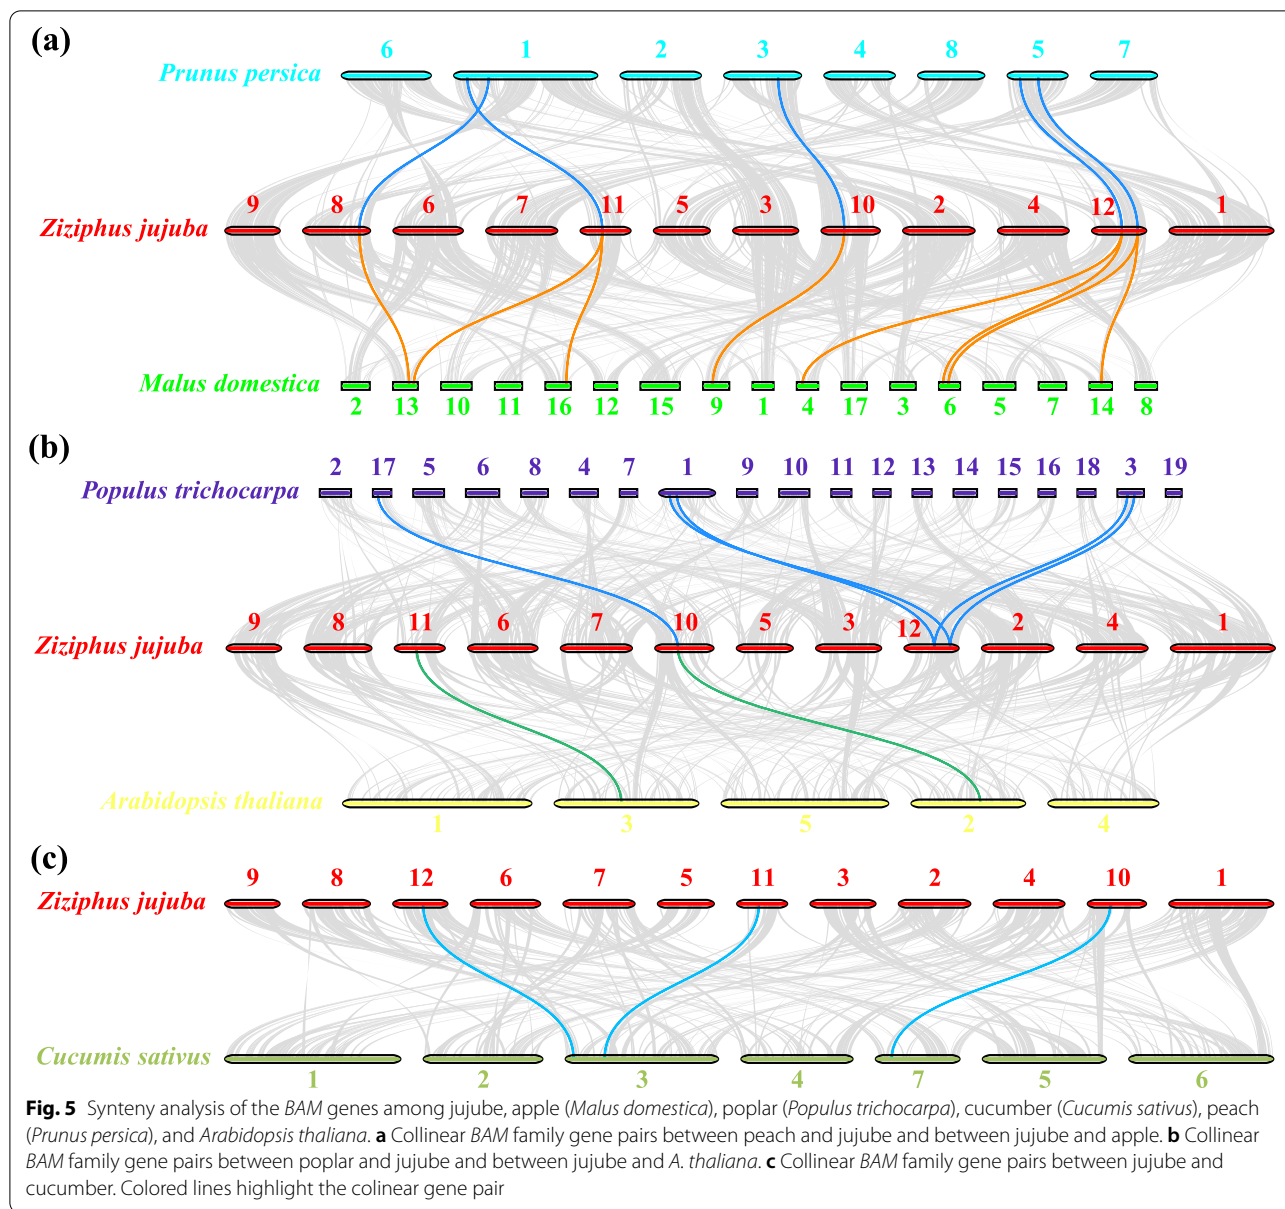 (a)
6 1 2 3 4 8 5 7
Prunus persica
9 8 6 7 11 5 3 10 2 4 12 1
Ziziphus jujuba
Malus domestica
2 13 10 11 16 12 15 9 1 4 17 3 6 5 7 14 8
(b)
2 17 5 6 8 4 7 1 9 10 11 12 13 14 15 16 18 3 19
Populus trichocarpa
9 8 11 6 7 10 5 3 12 2 4 1
Ziziphus jujuba
Arabidopsis thaliana
1 3 5 2 4
(c)
9 8 12 6 7 5 11 3 2 4 10 1
Ziziphus jujuba
Cucumis sativus
1 2 3 4 7 5 6
Fig. 5 Synteny analysis of the BAM genes among jujube, apple (Malus domestica), poplar (Populus trichocarpa), cucumber (Cucumis sativus), peach
(Prunus persica), and Arabidopsis thaliana. a Collinear BAM family gene pairs between peach and jujube and between jujube and apple. b Collinear
BAM family gene pairs between poplar and jujube and between jujube and A. thaliana. c Collinear BAM family gene pairs between jujube and
cucumber. Colored lines highlight the colinear gene pair